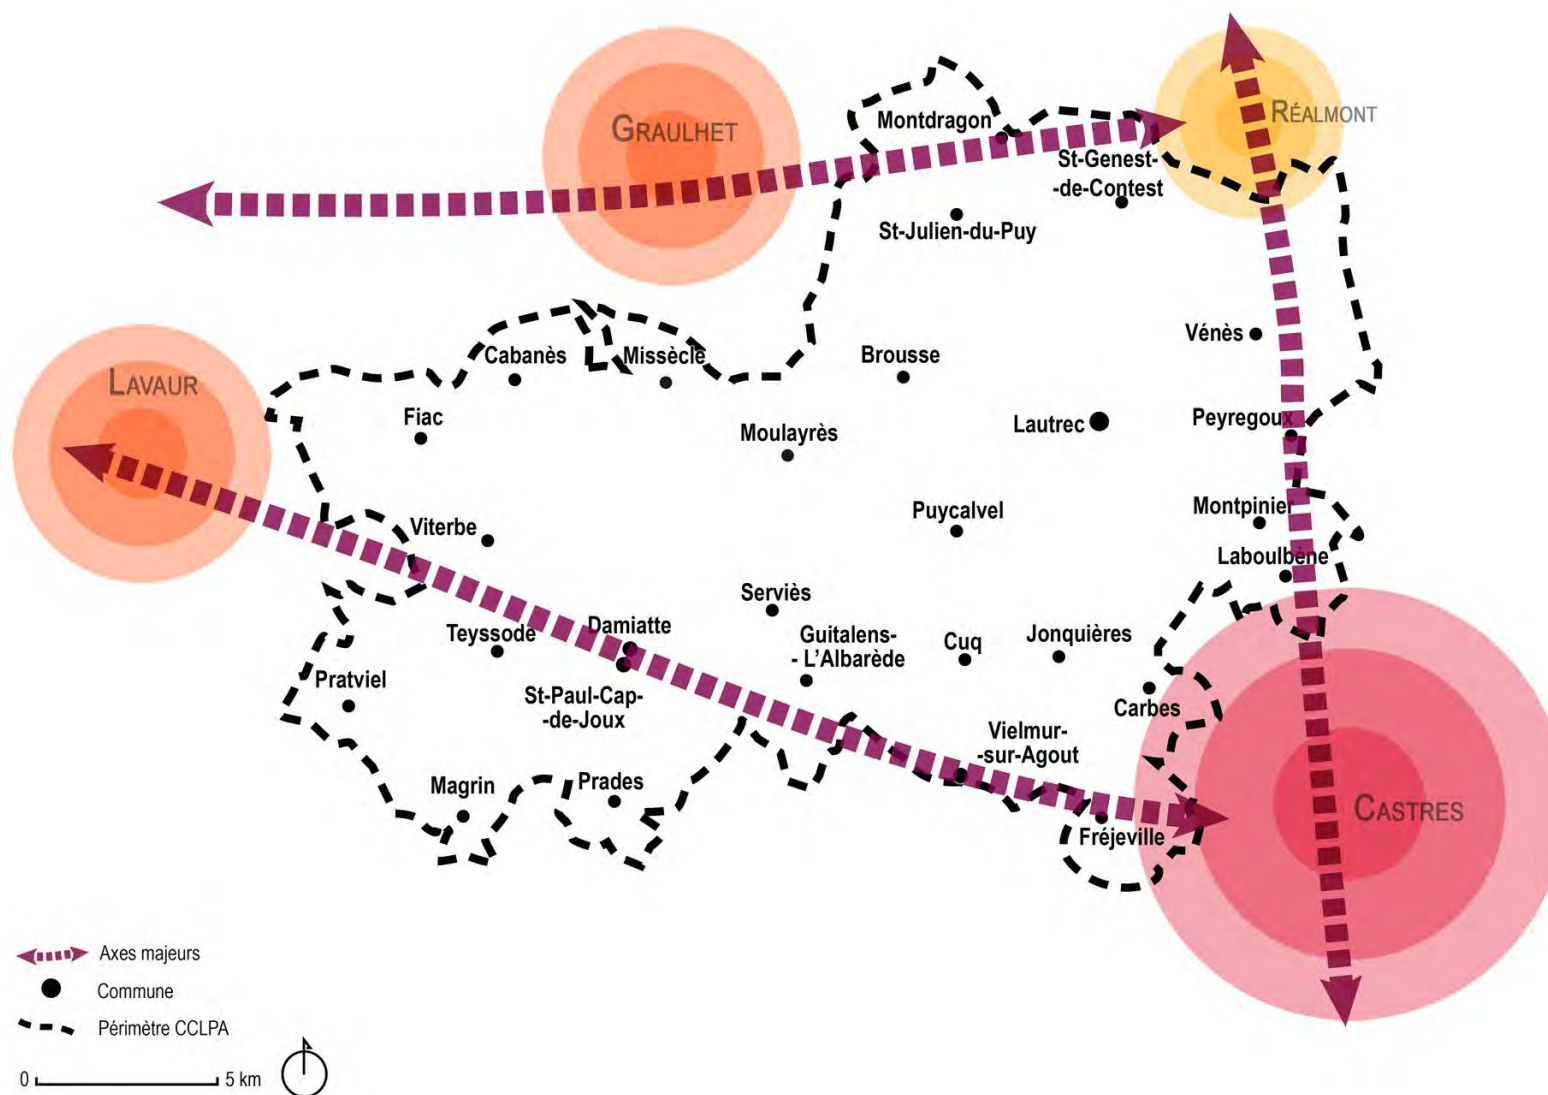 GRAULHET
RÉALMONT
Montdragon
St-Genest-
-de-Contest
St-Julien-du-Puy
Vénès
Cabanès
Missècle
Brousse
LAVAUR
Fiac
Lautrec
Peyregoux
Moulayrès
Puycalvel
Montpinier
Viterbe
Laboulbène
Serviès
Teyssode
Damiatte
Guitalens-
- L'Albarède
Cuq
Jonquières
Pratviel
St-Paul-Cap-
-de-Joux
Carbes
Vielmur-
-sur-Agout
Magrin
Prades
CASTRES
Fréjeville
Axes majeurs
Commune
Périmètre CCLPA
0 5 km